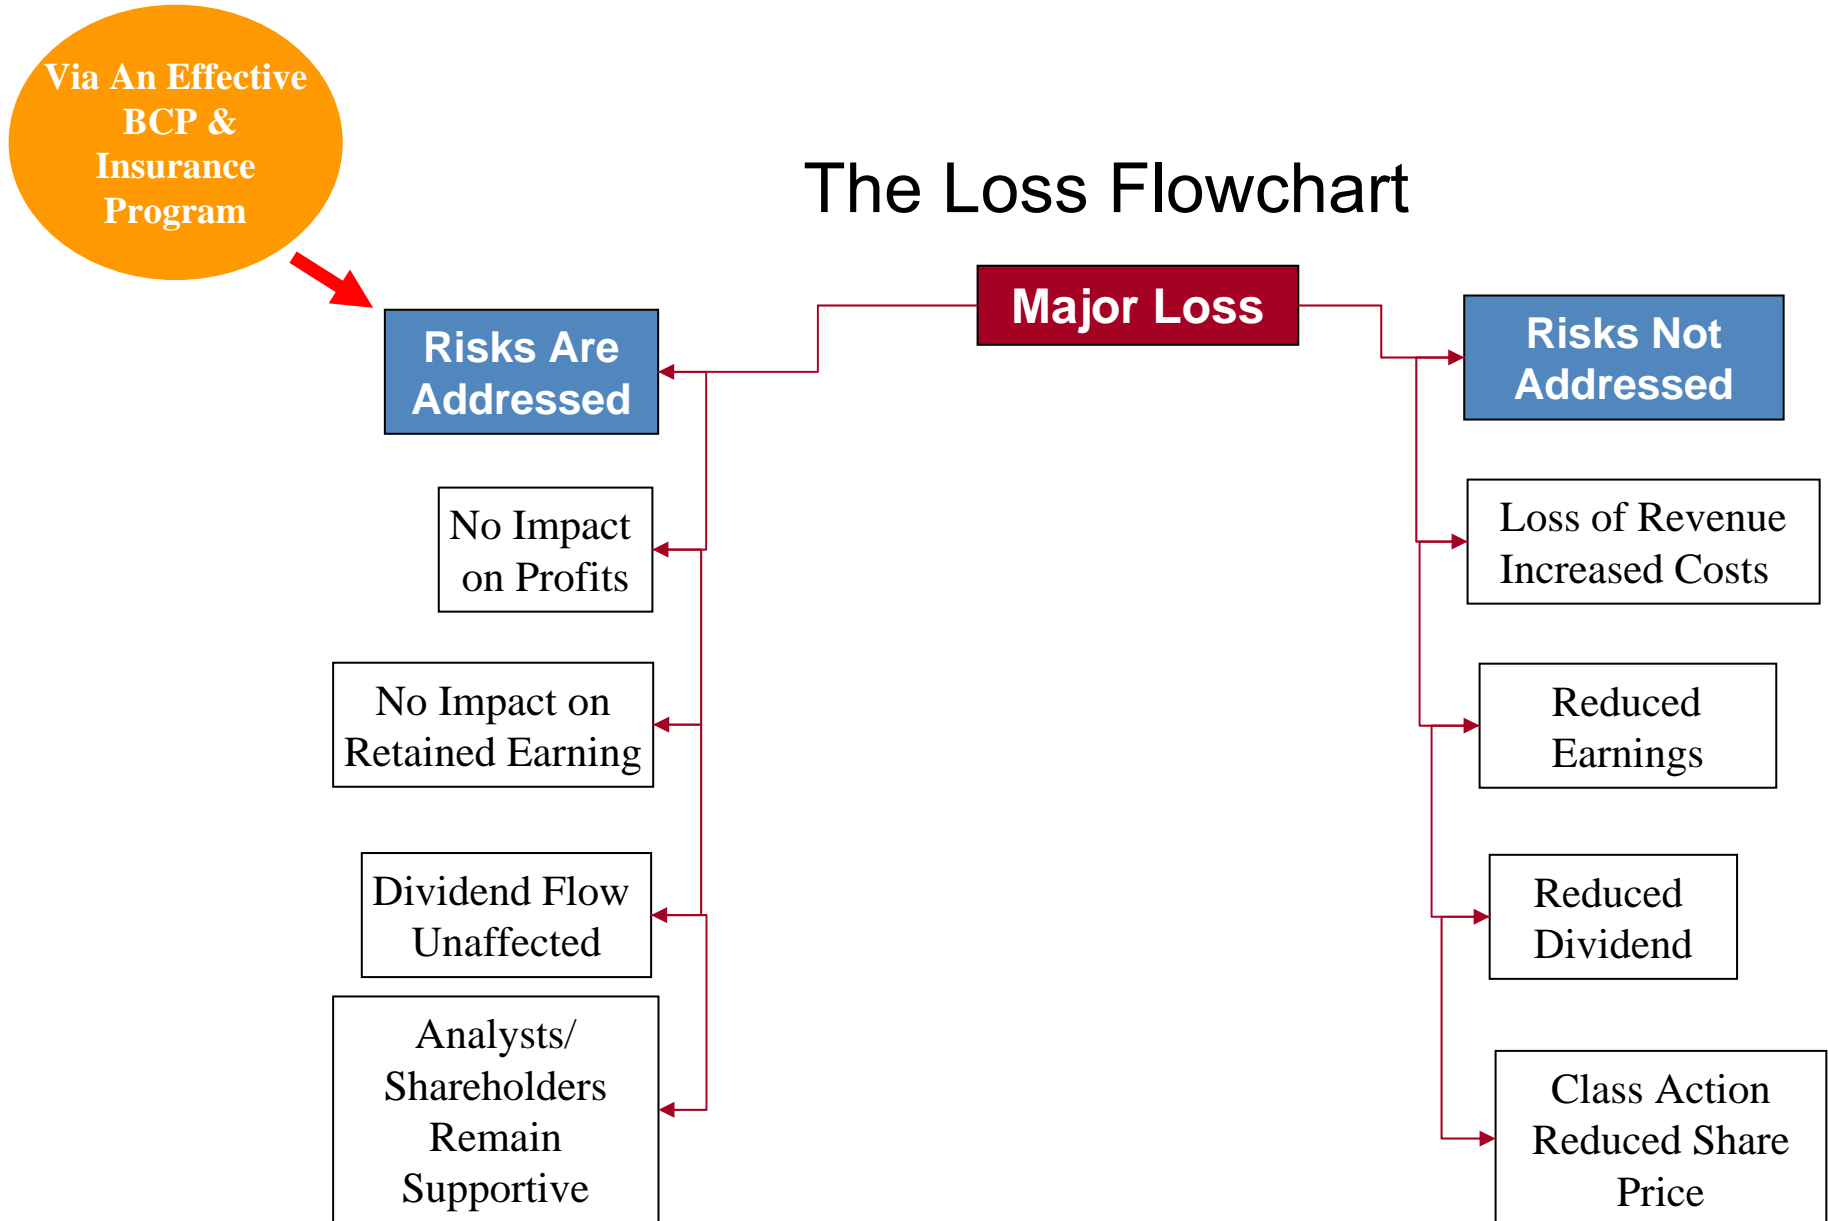 Via An Effective
BCP &
Insurance
Program
The Loss Flowchart
Major Loss
Risks Are
Addressed
No Impact
on Profits
No Impact on
Retained Earning
Dividend Flow
Unaffected
Analysts/
Shareholders
Remain
Supportive
Risks Not
Addressed
Loss of Revenue
Increased Costs
Reduced
Earnings
Reduced
Dividend
Class Action
Reduced Share
Price